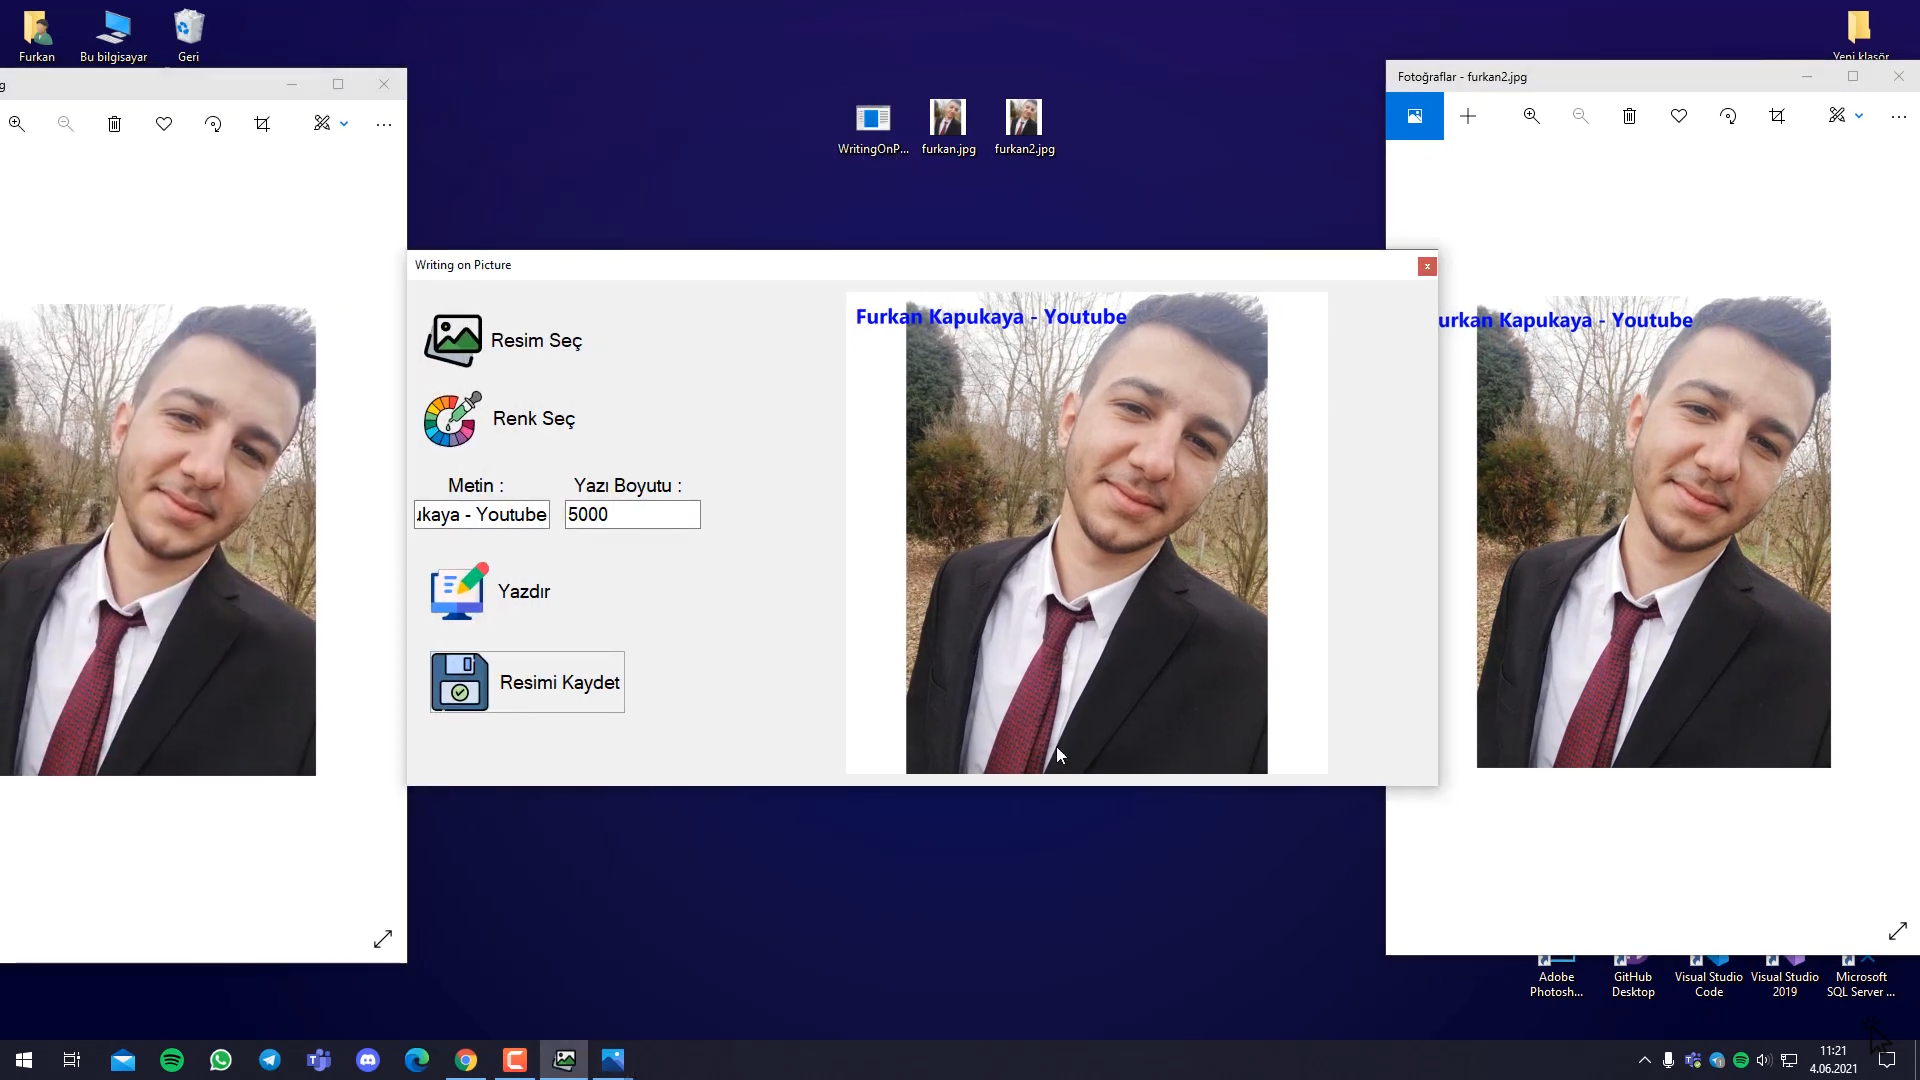 Furkan
Bu bilgisayar
Geri
Yeni klasör
g
Fotoğraflar - furkan2.jpg
WritingOnP...
furkan.jpg
furkan2.jpg
Writing on Picture
x
Resim Seç
Renk Seç
Metin :
Yazı Boyutu :
ıkaya - Youtube
5000
Yazdır
Resimi Kaydet
Furkan Kapukaya - Youtube
urkan Kapukaya - Youtube
Adobe
Photosh...
GitHub
Desktop
Visual Studio
Code
Visual Studio
2019
Microsoft
SQL Server ...
11:21
4.06.2021